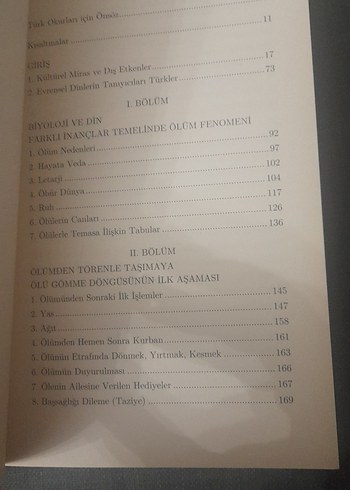 Türk Okurları için Önsöz
Kısaltmalar 11
GİRİŞ
1. Kültürel Miras ve Dış Etkenler 17
2. Evrensel Dinlerin Tanıyıcıları Türkler 73
I. BÖLÜM
BİYOLOJİ VE DİN
FARKLI İNANÇLAR TEMELİNDE ÖLÜM FENOMENİ
1. Ölüm Nedenleri 92
2. Hayata Veda 97
3. Letarji 102
4. Öbür Dünya 104
5. Ruh 117
6. Ölülerin Canları 126
7. Ölülerle Temasa İlişkin Tabular 136
II. BÖLÜM
ÖLÜMDEN TÖRENLE TAŞIMAYA
ÖLÜ GÖMME DÖNGÜSÜNÜN İLK AŞAMASI
1. Ölümünden Sonraki İlk İşlemler 145
2. Yas 147
3. Ağıt 158
4. Ölünden Hemen Sonra Kurban 161
5. Ölünün Etrafında Dönmek, Yırtmak, Kesmek 163
6. Ölümün Duyurulması 166
7. Ölenin Ailesine Verilen Hediyeler 167
8. Başsağlığı Dileme (Taziye) 169